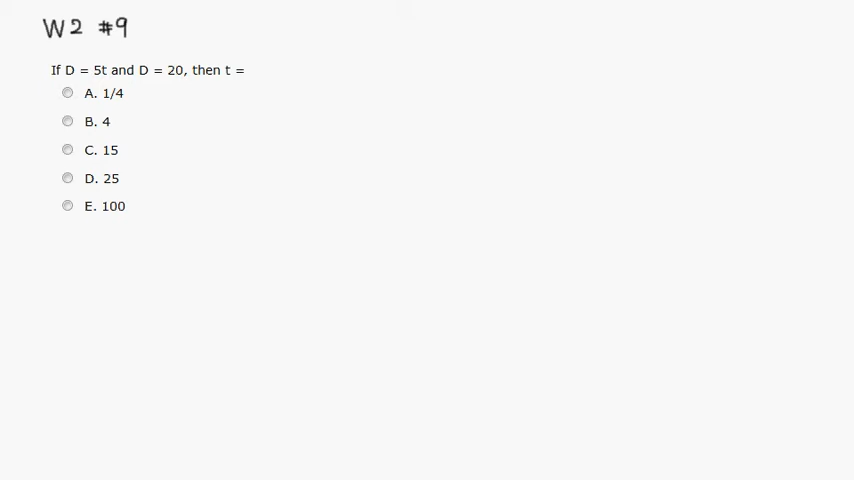 W2 #9
If D = 5t and D = 20, then t =
A. 1/4
B. 4
C. 15
D. 25
E. 100